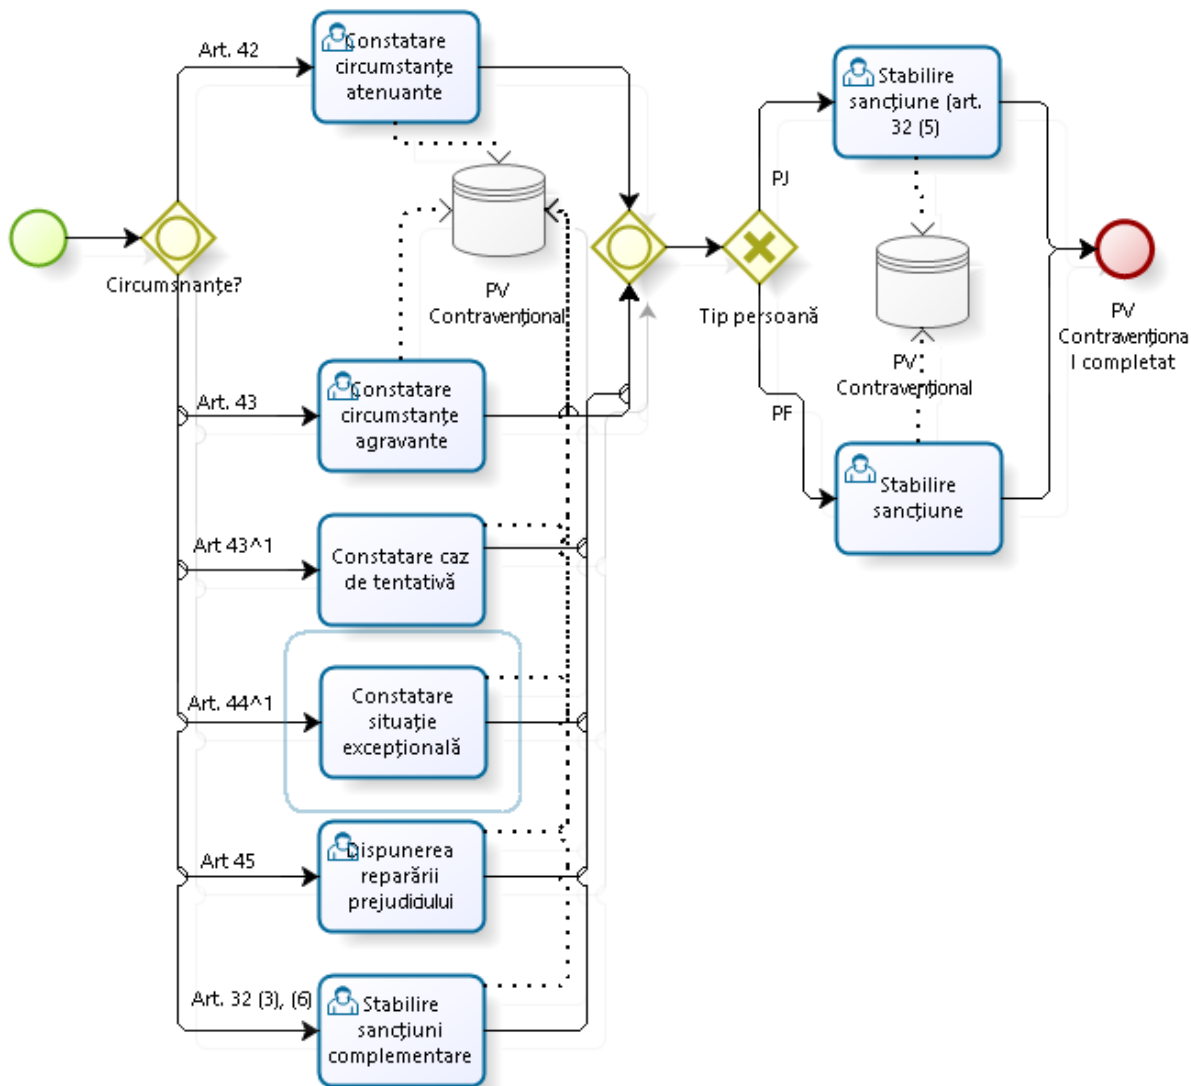 Art. 42
Constatare
circumstanțe
atenuante
Circumsnanțe?
PV
Contravențional
Art. 43
Constatare
circumstanțe
agravante
Art 43^1
Constatare caz
de tentativă
Art. 44^1
Constatare
situație
excepțională
Art 45
Dispunerea
reparării
prejudiciului
Art. 32 (3), (6)
Stabilire
sancțiuni
complementare
Tip persoană
PJ
Stabilire
sancțiune (art.
32 (5)
PV
Contravențional
PF
Stabilire
sancțiune
PV
Contravenționa
l completat